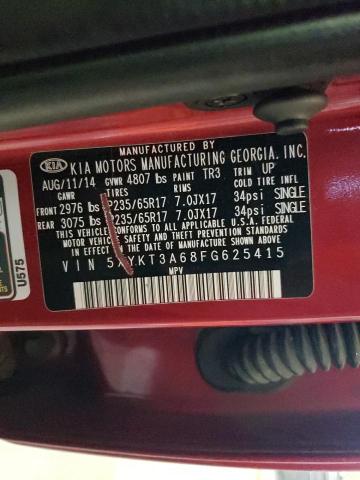 MANUFACTURED BY
KIA KIA MOTORS MANUFACTURING GEORGIA, INC.
AUG/11/14 GVWR 4807 lbs PAINT TR3 TRIM UP
GAWR TIRES RIMS COLD TIRE INFL
FRONT 2976 lbs P235/65R17 7.0JX17 34psi SINGLE
REAR 3075 lbs P235/65R17 7.0JX17 34psi SINGLE
THIS VEHICLE CONFORMS TO ALL APPLICABLE U.S.A FEDERAL
MOTOR VEHICLE SAFETY AND THEFT PREVENTION STANDARDS
IN EFFECT ON THE DATE OF MANUFACTURE SHOWN ABOVE.
VIN 5XYKT3A68FG625415
MPV
U575